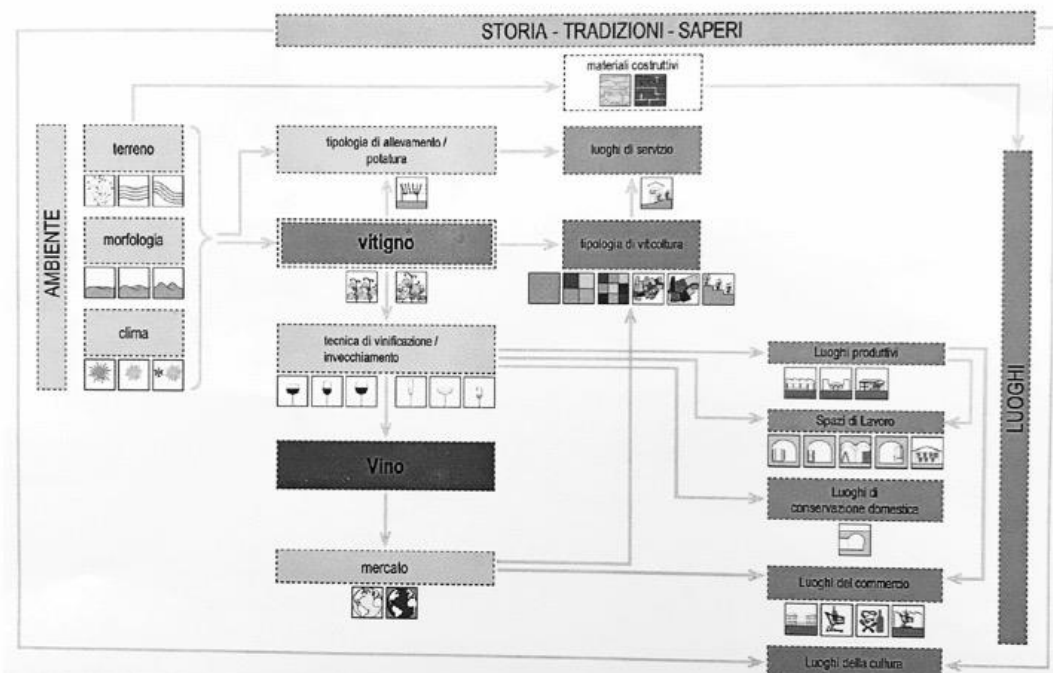 STORIA - TRADIZIONI - SAPERI
materiali costruttivi
AMBIENTE
terreno
morfologia
clima
tipologia di allevamento /
potatura
luoghi di servizio
vitigno
tipologia di viticoltura
tecnica di vinificazione /
invecchiamento
Luoghi produttivi
Spazi di Lavoro
Vino
Luoghi di
conservazione domestica
mercato
Luoghi del commercio
Luoghi della cultura
LUOGHI